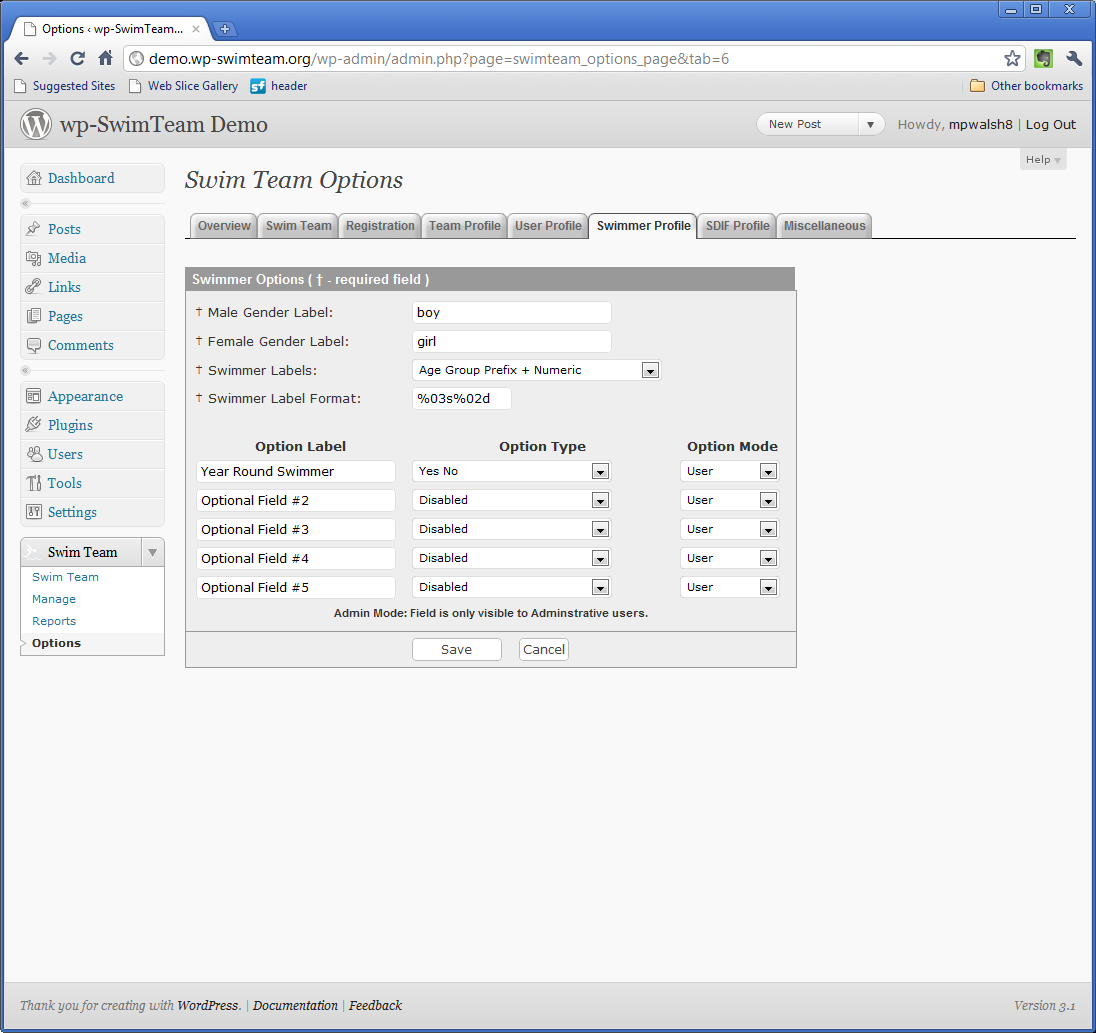 Options ‹ wp-SwimTeam...
demo.wp-swimteam.org/wp-admin/admin.php?page=swimteam_options_page&tab=6
Suggested Sites Web Slice Gallery sf header Other bookmarks
wp-SwimTeam Demo New Post Howdy, mpwalsh8 | Log Out
Help
Dashboard
Posts
Media
Links
Pages
Comments
Appearance
Plugins
Users
Tools
Settings
Swim Team
Swim Team
Manage
Reports
Options
Swim Team Options
Overview Swim Team Registration Team Profile User Profile Swimmer Profile SDIF Profile Miscellaneous
Swimmer Options ( † - required field )
† Male Gender Label: boy
† Female Gender Label: girl
† Swimmer Labels: Age Group Prefix + Numeric
† Swimmer Label Format: %03s%02d
Option Label Option Type Option Mode
Year Round Swimmer Yes No User
Optional Field #2 Disabled User
Optional Field #3 Disabled User
Optional Field #4 Disabled User
Optional Field #5 Disabled User
Admin Mode: Field is only visible to Adminstrative users.
Save Cancel
Thank you for creating with WordPress. | Documentation | Feedback Version 3.1